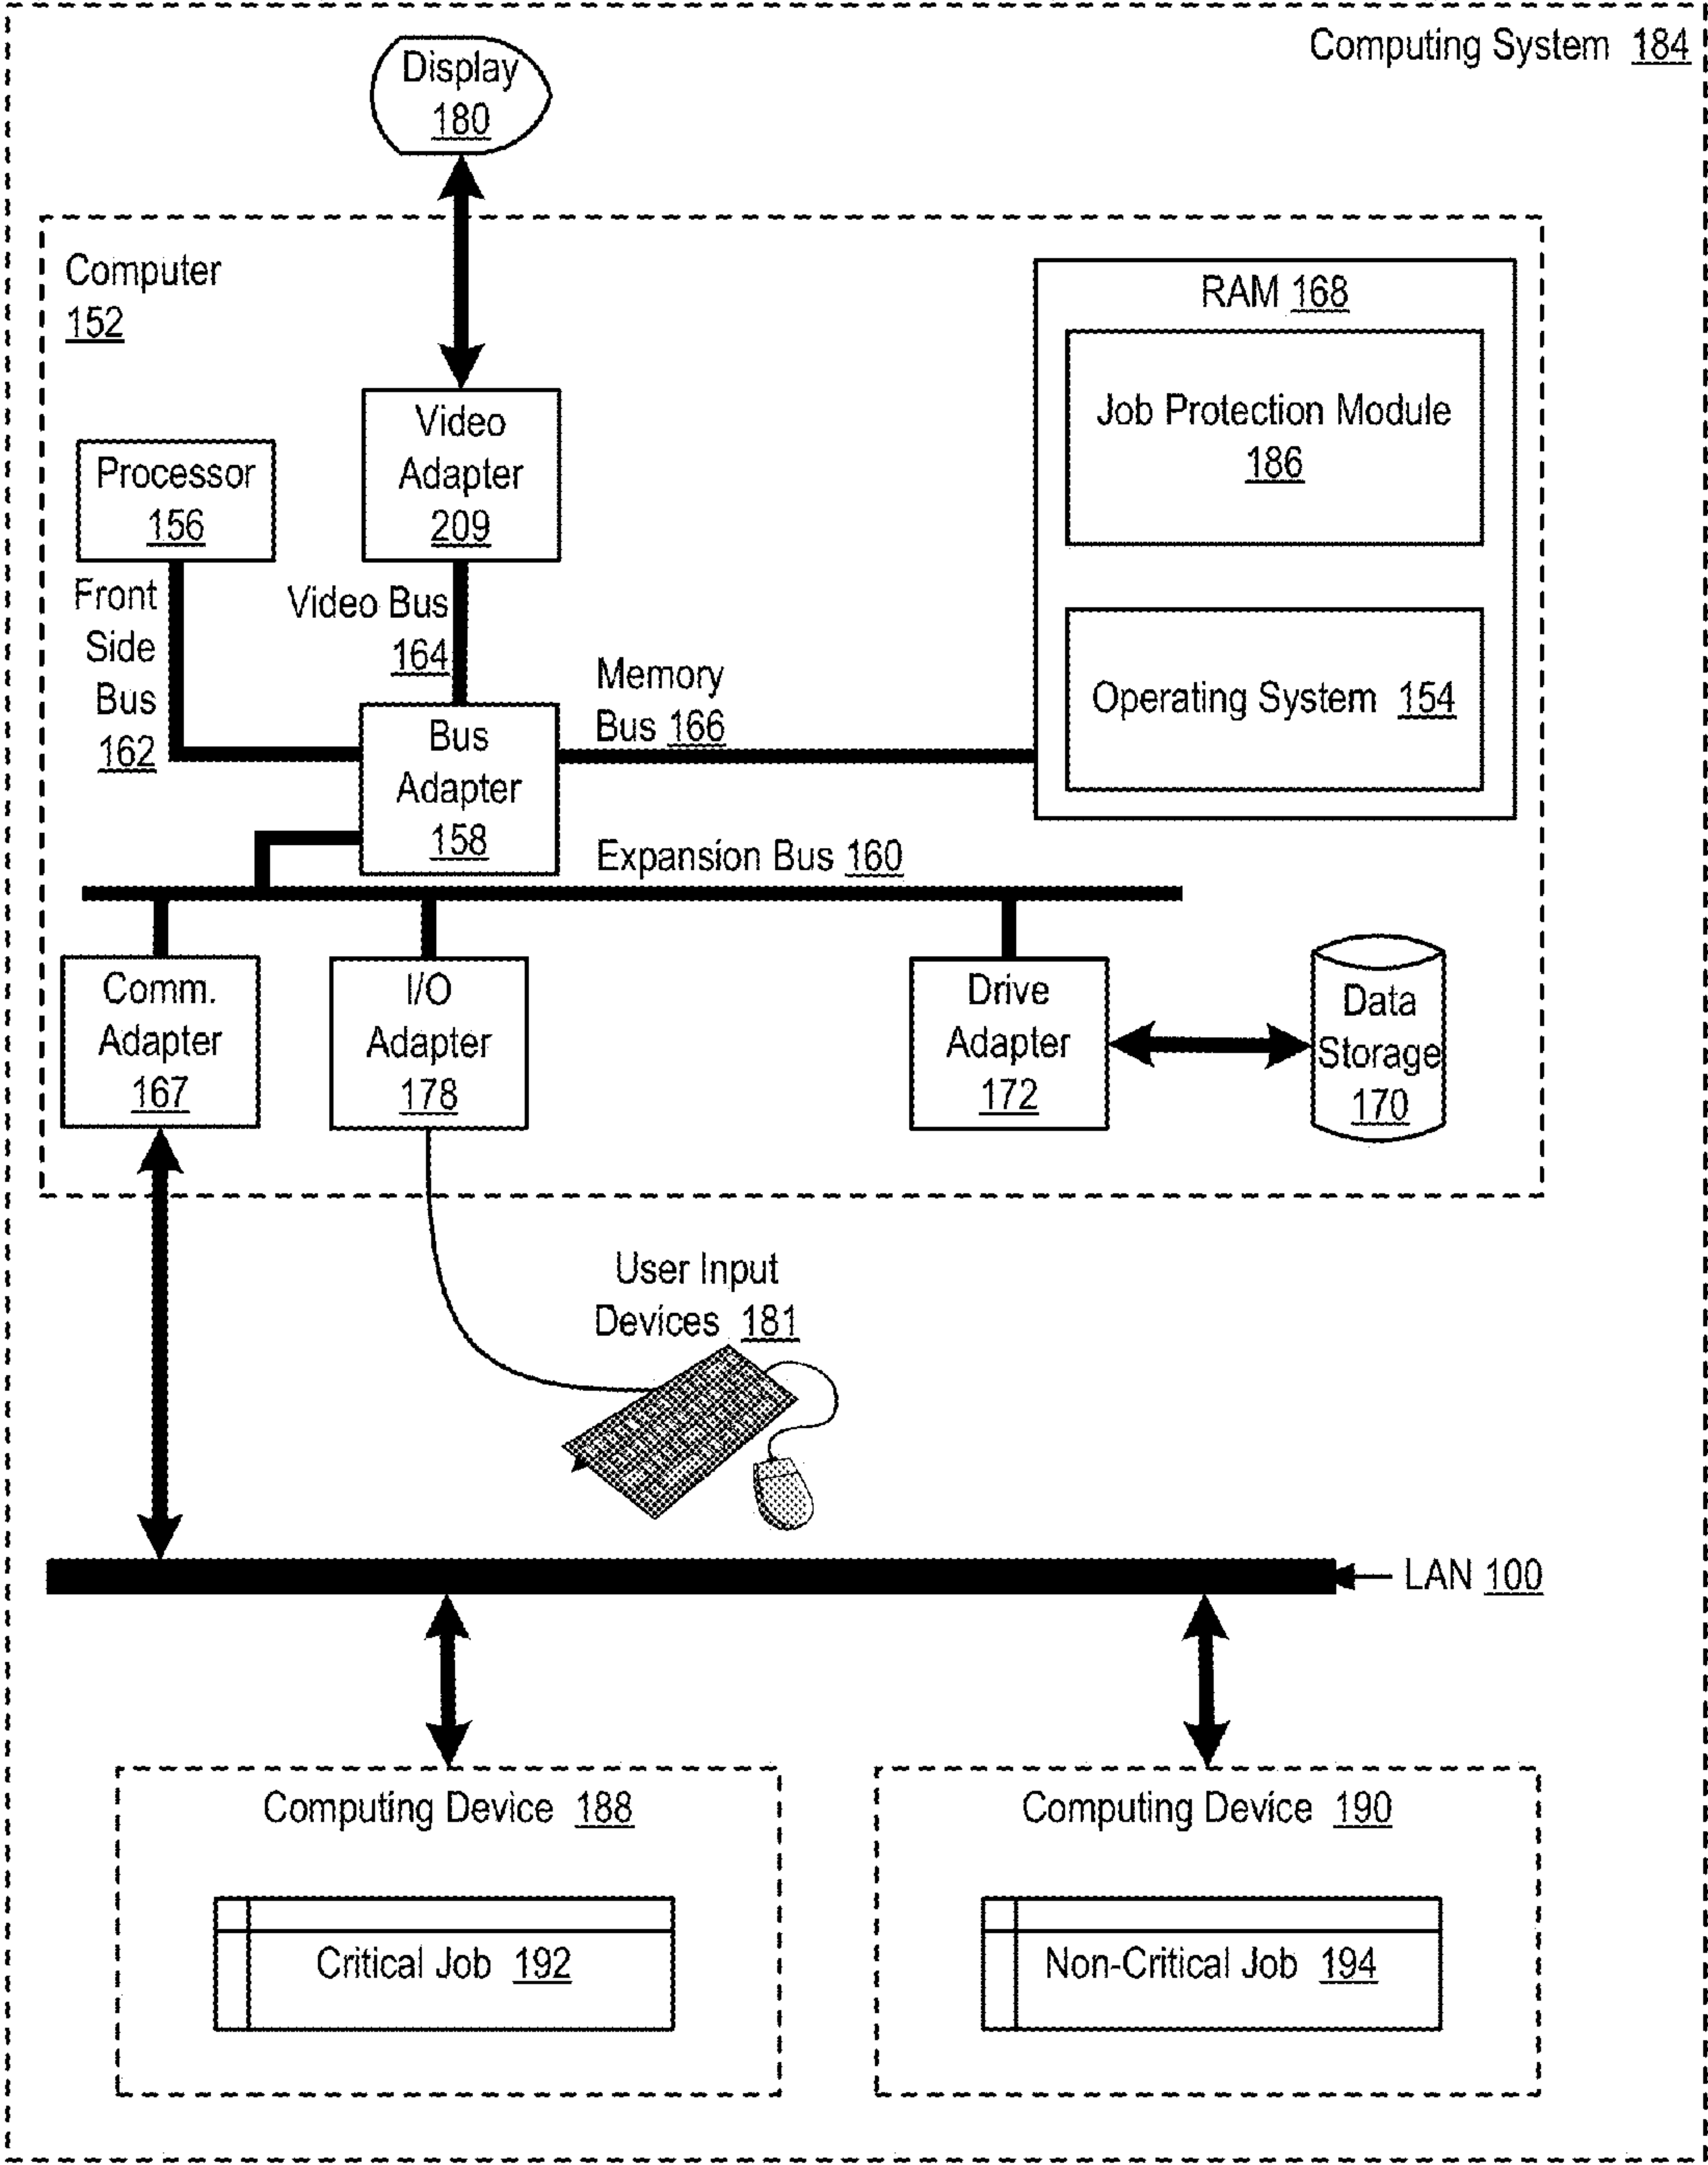 Computing System 184
Display
180
Computer
152
RAM 168
Job Protection Module
186
Video
Adapter
209
Processor
156
Front
Side
Bus
162
Video Bus
164
Memory
Bus 166
Operating System 154
Bus
Adapter
158
Expansion Bus 160
Comm.
Adapter
167
I/O
Adapter
178
Drive
Adapter
172
Data
Storage
170
User Input
Devices 181
LAN 100
Computing Device 188
Critical Job 192
Computing Device 190
Non-Critical Job 194